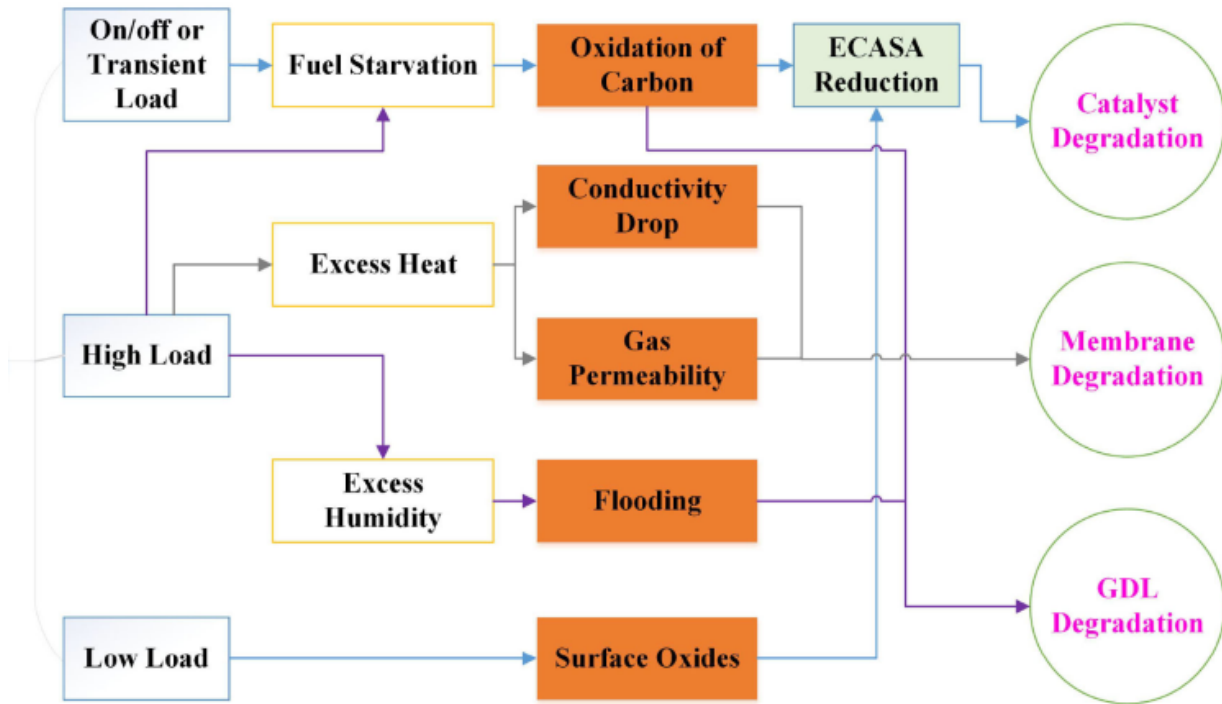 On/off or
Transient
Load
Fuel Starvation
Oxidation of
Carbon
ECASA
Reduction
Catalyst
Degradation
Conductivity
Drop
Excess Heat
High Load
Gas
Permeability
Membrane
Degradation
Excess
Humidity
Flooding
GDL
Degradation
Low Load
Surface Oxides